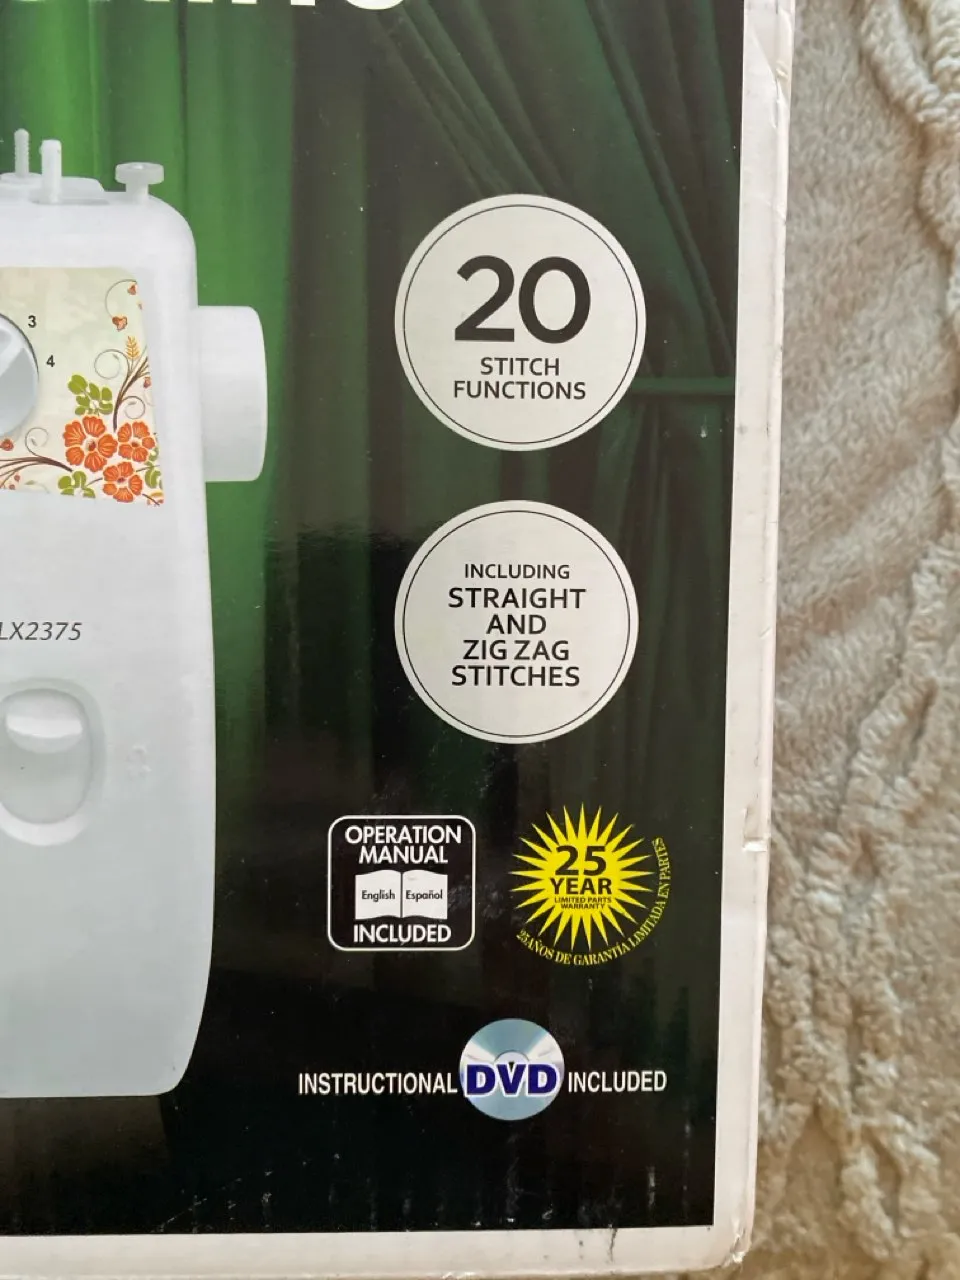 3
4
LX2375
20
STITCH
FUNCTIONS
INCLUDING
STRAIGHT
AND
ZIG ZAG
STITCHES
OPERATION
MANUAL
English Español
INCLUDED
25
YEAR
LIMITED PARTS
WARRANTY
25 AÑOS DE GARANTÍA LIMITADA EN PARTES
INSTRUCTIONAL DVD INCLUDED